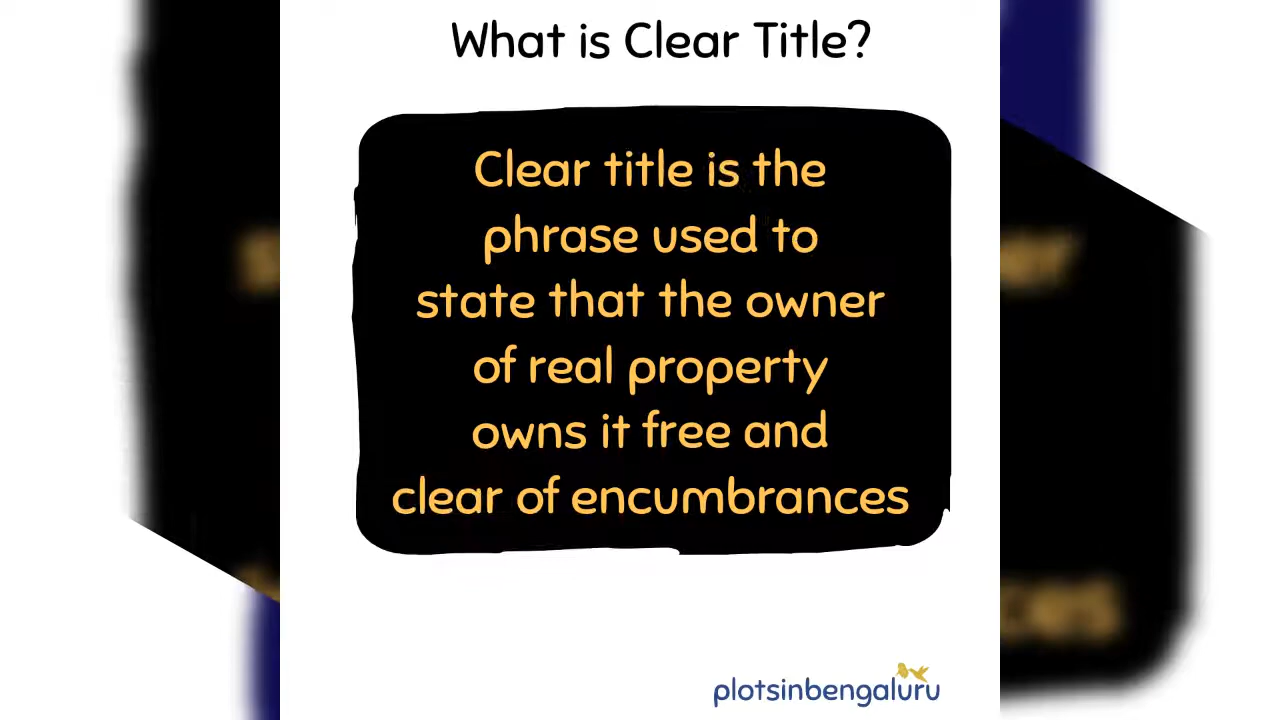 What is Clear Title?
Clear title is the
phrase used to
state that the owner
of real property
owns it free and
clear of encumbrances
plotsinbengaluru